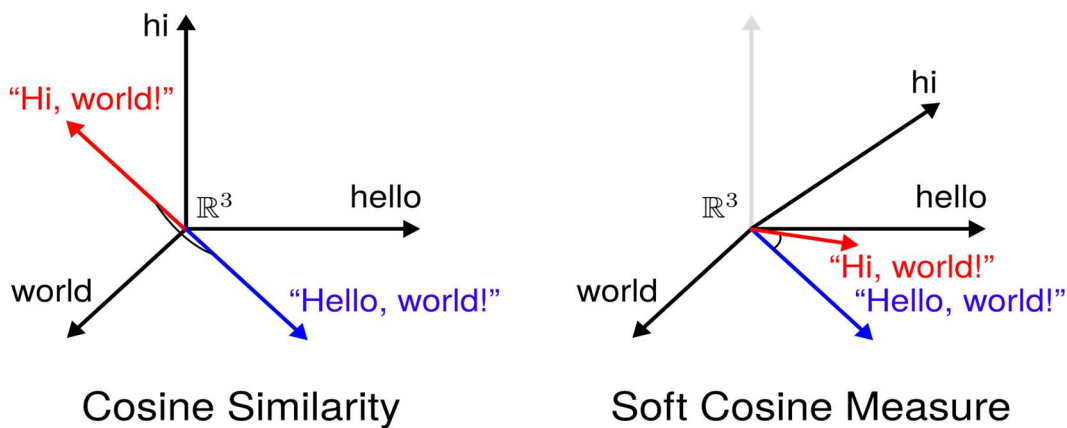 hi
“Hi, world!”
ℝ³
hello
world
“Hello, world!”
Cosine Similarity
hi
ℝ³
hello
“Hi, world!”
world
“Hello, world!”
Soft Cosine Measure